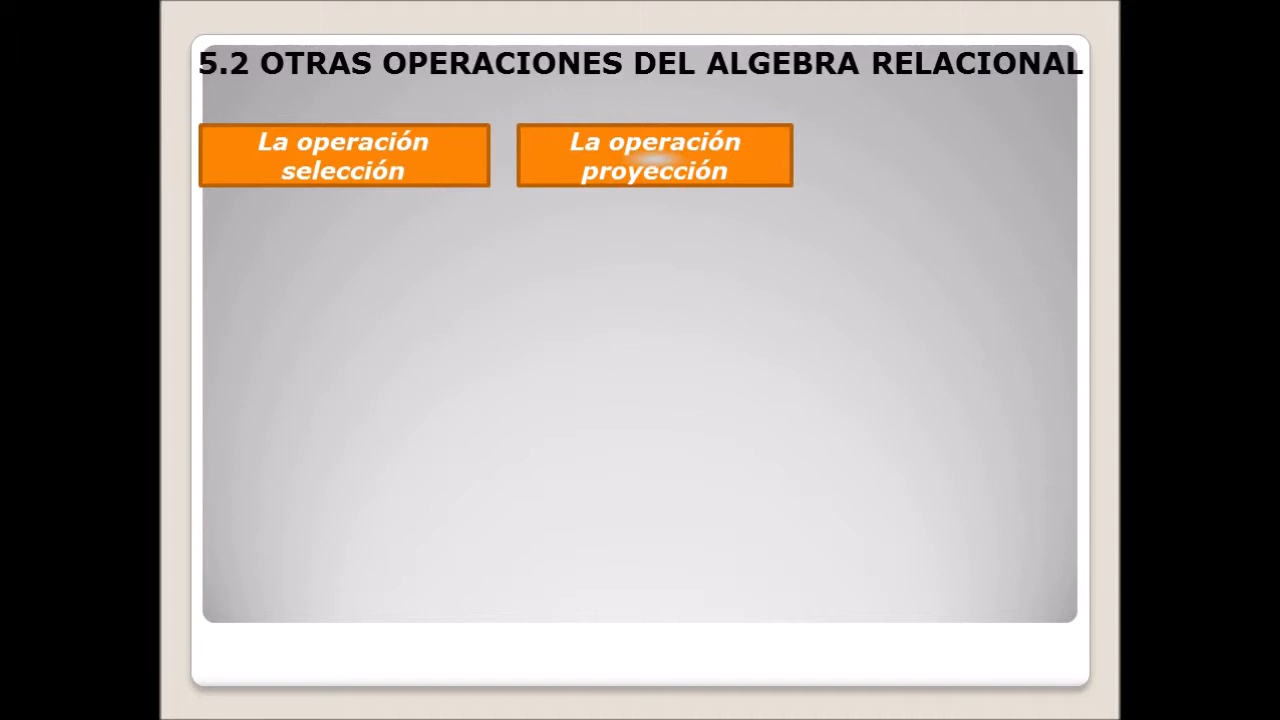 5.2 OTRAS OPERACIONES DEL ALGEBRA RELACIONAL
La operación
selección
La operación
proyección